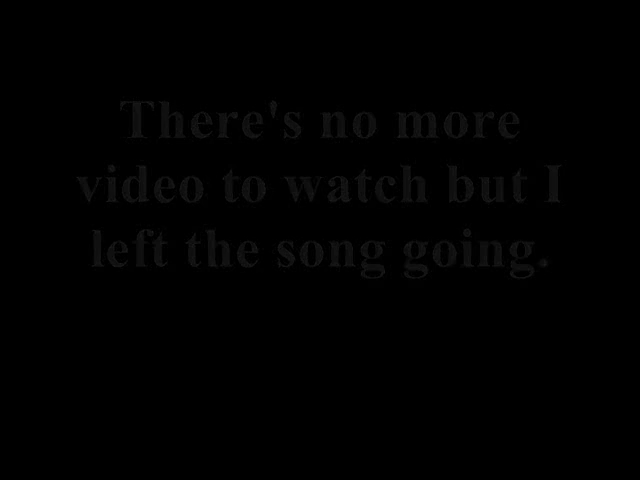 There's no more
video to watch but I
left the song going.